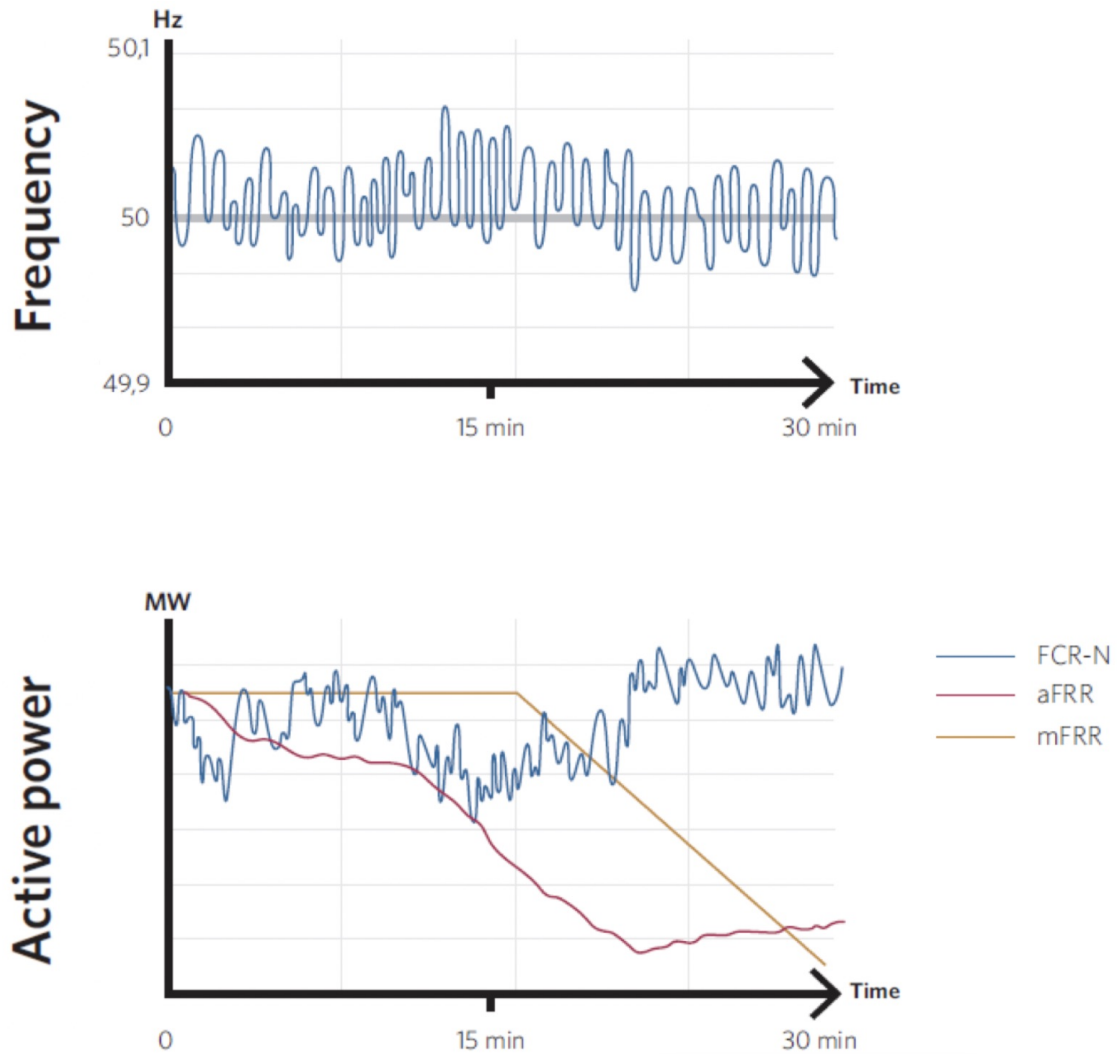 Hz
50,1
Frequency
50
49,9
Time
0
15 min
30 min
MW
Active power
FCR-N
aFRR
mFRR
Time
0
15 min
30 min